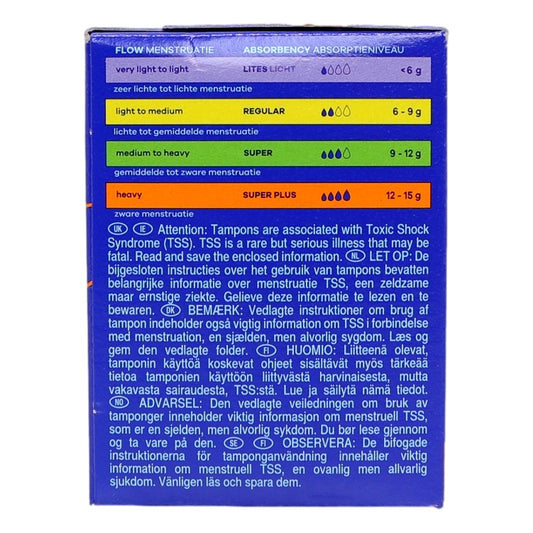 FLOW MENSTRUATIE ABSORBENCY ABSORPTIENIVEAU
very light to light LITES LICHT <6 g
zeer lichte tot lichte menstruatie
light to medium REGULAR 6 - 9 g
lichte tot gemiddelde menstruatie
medium to heavy SUPER 9 - 12 g
gemiddelde tot zware menstruatie
heavy SUPER PLUS 12 - 15 g
zware menstruatie
UK IE Attention: Tampons are associated with Toxic Shock
Syndrome (TSS). TSS is a rare but serious illness that may be
fatal. Read and save the enclosed information. NL LET OP: De
bijgesloten instructies over het gebruik van tampons bevatten
belangrijke informatie over menstruatie TSS, een zeldzame
maar ernstige ziekte. Gelieve deze informatie te lezen en te
bewaren. DK BEMÆRK: Vedlagte instruktioner om brug af
tampon indeholder også vigtig information om TSS i forbindelse
med menstruation, en sjælden, men alvorlig sygdom. Læs og
gem den vedlagte folder. FI HUOMIO: Liitteenä olevat,
tamponin käyttöä koskevat ohjeet sisältävät myös tärkeää
tietoa tamponien käyttöön liittyvästä harvinaisesta, mutta
vakavasta sairaudesta, TSS:stä. Lue ja säilytä nämä tiedot.
NO ADVARSEL: Den vedlagte veiledningen om bruk av
tamponger inneholder viktig informasjon om menstruell TSS,
som er en sjelden, men alvorlig sykdom. Du bør lese gjennom
og ta vare på den. SE FI OBSERVERA: De bifogade
instruktionerna för tamponganvändning innehåller viktig
information om menstruell TSS, en ovanlig men allvarlig
sjukdom. Vänligen läs och spara dem.